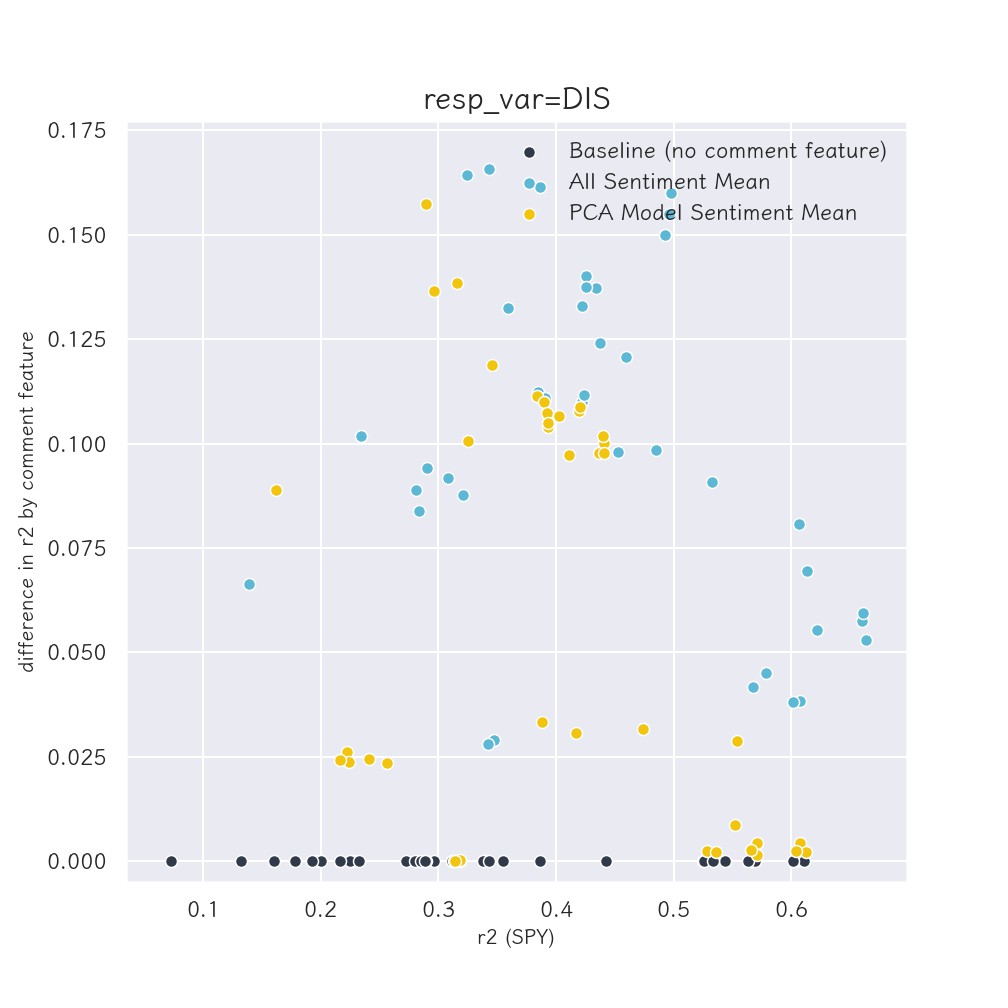 resp_var=DIS
0.175
0.150
0.125
0.100
0.075
0.050
0.025
0.000
difference in r2 by comment feature
Baseline (no comment feature)
All Sentiment Mean
PCA Model Sentiment Mean
0.1 0.2 0.3 0.4 0.5 0.6
r2 (SPY)